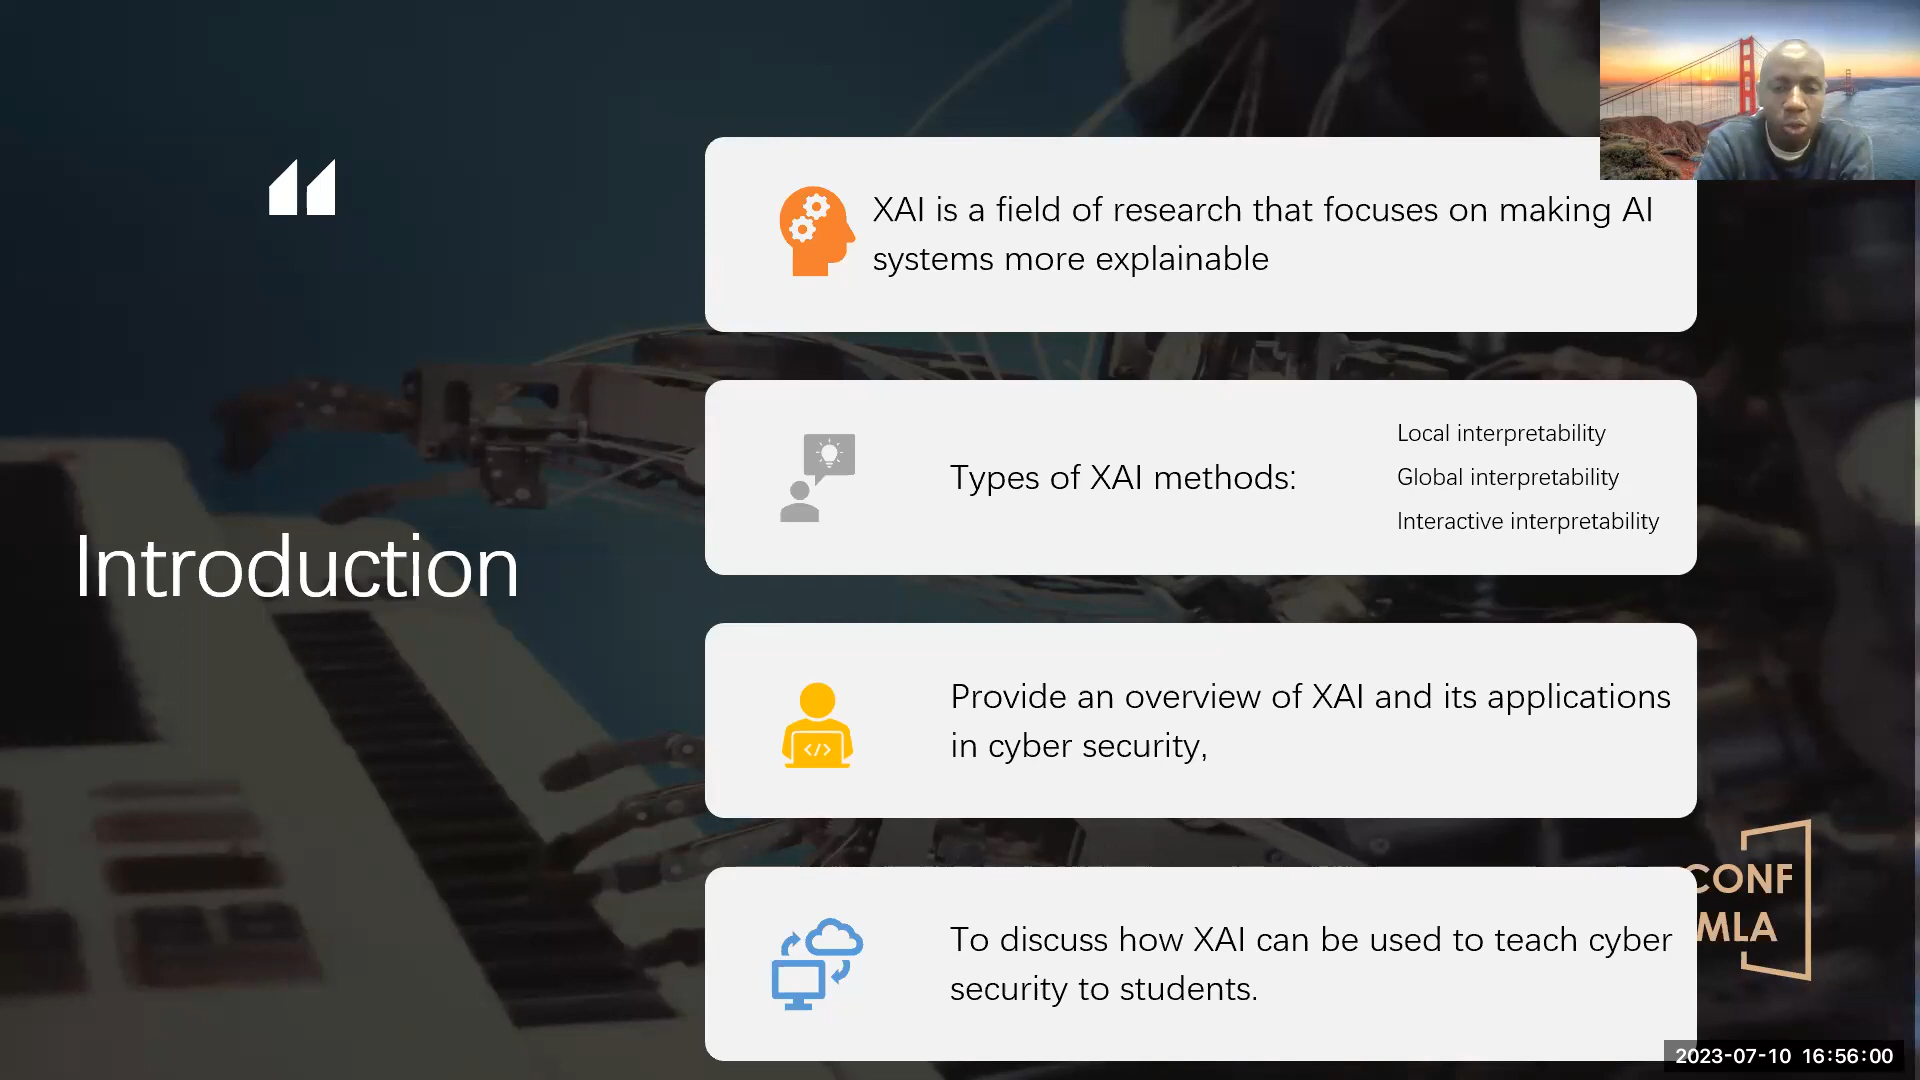 Introduction
XAI is a field of research that focuses on making AI
systems more explainable
Types of XAI methods:
Local interpretability
Global interpretability
Interactive interpretability
Provide an overview of XAI and its applications
in cyber security,
To discuss how XAI can be used to teach cyber
security to students.
CONF
MLA
2023-07-10 16:56:00